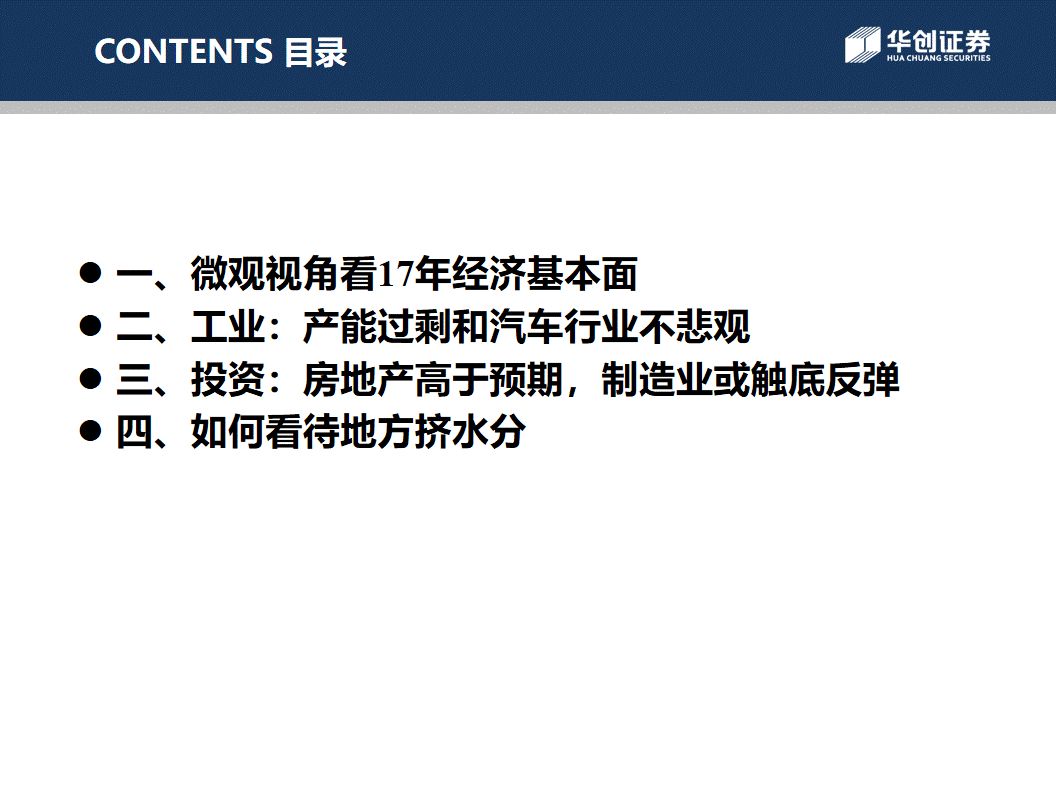 CONTENTS 目录
华创证券
HUA CHUANG SECURITIES
● 一、微观视角看17年经济基本面
● 二、工业：产能过剩和汽车行业不悲观
● 三、投资：房地产高于预期，制造业或触底反弹
● 四、如何看待地方挤水分